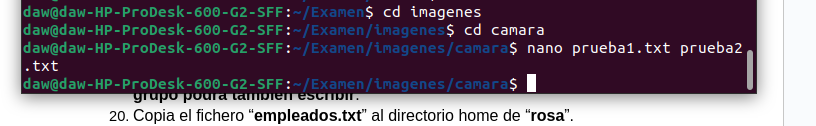 daw@daw-HP-ProDesk-600-G2-SFF:~/Examen$ cd imagenes
daw@daw-HP-ProDesk-600-G2-SFF:~/Examen/imagenes$ cd camara
daw@daw-HP-ProDesk-600-G2-SFF:~/Examen/imagenes/camara$ nano prueba1.txt prueba2
.txt
daw@daw-HP-ProDesk-600-G2-SFF:~/Examen/imagenes/camara$
grupo podrá también escribir.
20. Copia el fichero “empleados.txt” al directorio home de “rosa”.